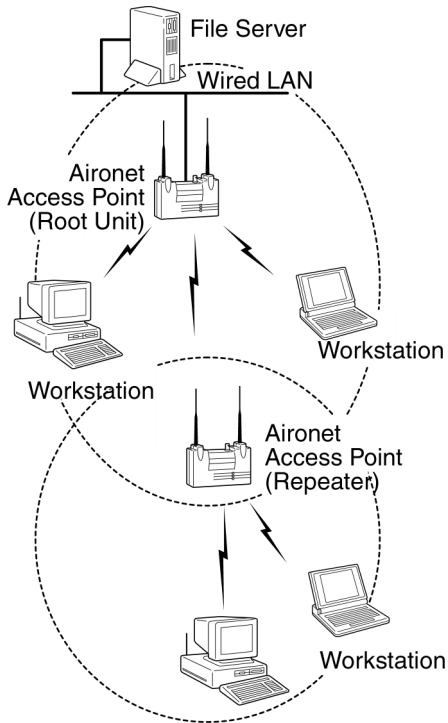 File Server
Wired LAN
Aironet
Access Point
(Root Unit)
Workstation
Workstation
Aironet
Access Point
(Repeater)
Workstation